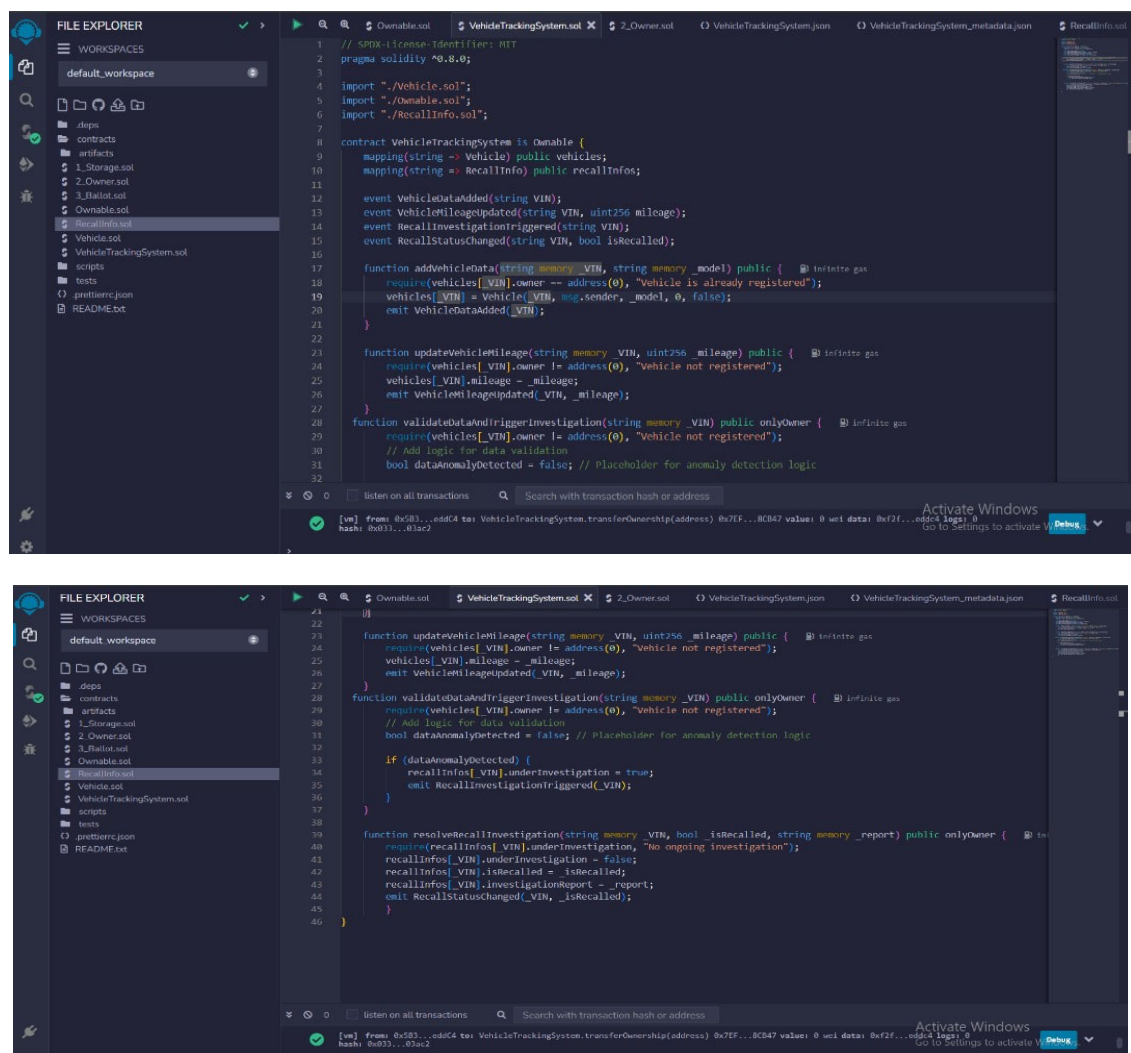 FILE EXPLORER
WORKSPACES
default_workspace
.deps
contracts
artifacts
1_Storage.sol
2_Owner.sol
3_Ballot.sol
Ownable.sol
RecallInfo.sol
Vehicle.sol
VehicleTrackingSystem.sol
scripts
tests
.prettierrc.json
README.txt
Ownable.sol VehicleTrackingSystem.sol 2_Owner.sol VehicleTrackingSystem.json VehicleTrackingSystem_metadata.json RecallInfo.sol
1 // SPDX-License-Identifier: MIT
2 pragma solidity ^0.8.0;
3
4 import "./Vehicle.sol";
5 import "./Ownable.sol";
6 import "./RecallInfo.sol";
7
8 contract VehicleTrackingSystem is Ownable {
9 mapping(string => Vehicle) public vehicles;
10 mapping(string => RecallInfo) public recallInfos;
11
12 event VehicleDataAdded(string VIN);
13 event VehicleMileageUpdated(string VIN, uint256 mileage);
14 event RecallInvestigationTriggered(string VIN);
15 event RecallStatusChanged(string VIN, bool isRecalled);
16
17 function addVehicleData(string memory _VIN, string memory _model) public { infinite gas
18 require(vehicles[_VIN].owner == address(0), "Vehicle is already registered");
19 vehicles[_VIN] = Vehicle(_VIN, msg.sender, _model, 0, false);
20 emit VehicleDataAdded(_VIN);
21 }
22
23 function updateVehicleMileage(string memory _VIN, uint256 _mileage) public { infinite gas
24 require(vehicles[_VIN].owner != address(0), "Vehicle not registered");
25 vehicles[_VIN].mileage = _mileage;
26 emit VehicleMileageUpdated(_VIN, _mileage);
27 }
28 function validateDataAndTriggerInvestigation(string memory _VIN) public onlyOwner { infinite gas
29 require(vehicles[_VIN].owner != address(0), "Vehicle not registered");
30 // Add logic for data validation
31 bool dataAnomalyDetected = false; // Placeholder for anomaly detection logic
32
0 listen on all transactions Search with transaction hash or address
[vm] from: 0x5B3...eddC4 to: VehicleTrackingSystem.transferOwnership(address) 0x7EF...8CB47 value: 0 wei data: 0xf2f...eddc4 logs: 0
hash: 0x033...03ac2
Debug
Activate Windows
Go to Settings to activate Windows.
FILE EXPLORER
WORKSPACES
default_workspace
.deps
contracts
artifacts
1_Storage.sol
2_Owner.sol
3_Ballot.sol
Ownable.sol
RecallInfo.sol
Vehicle.sol
VehicleTrackingSystem.sol
scripts
tests
.prettierrc.json
README.txt
Ownable.sol VehicleTrackingSystem.sol 2_Owner.sol VehicleTrackingSystem.json VehicleTrackingSystem_metadata.json RecallInfo.sol
21 }
22
23 function updateVehicleMileage(string memory _VIN, uint256 _mileage) public { infinite gas
24 require(vehicles[_VIN].owner != address(0), "Vehicle not registered");
25 vehicles[_VIN].mileage = _mileage;
26 emit VehicleMileageUpdated(_VIN, _mileage);
27 }
28 function validateDataAndTriggerInvestigation(string memory _VIN) public onlyOwner { infinite gas
29 require(vehicles[_VIN].owner != address(0), "Vehicle not registered");
30 // Add logic for data validation
31 bool dataAnomalyDetected = false; // Placeholder for anomaly detection logic
32
33 if (dataAnomalyDetected) {
34 recallInfos[_VIN].underInvestigation = true;
35 emit RecallInvestigationTriggered(_VIN);
36 }
37 }
38
39 function resolveRecallInvestigation(string memory _VIN, bool _isRecalled, string memory _report) public onlyOwner {
40 require(recallInfos[_VIN].underInvestigation, "No ongoing investigation");
41 recallInfos[_VIN].underInvestigation = false;
42 recallInfos[_VIN].isRecalled = _isRecalled;
43 recallInfos[_VIN].investigationReport = _report;
44 emit RecallStatusChanged(_VIN, _isRecalled);
45 }
46 }
0 listen on all transactions Search with transaction hash or address
[vm] from: 0x5B3...eddC4 to: VehicleTrackingSystem.transferOwnership(address) 0x7EF...8CB47 value: 0 wei data: 0xf2f...eddc4 logs: 0
hash: 0x033...03ac2
Debug
Activate Windows
Go to Settings to activate Windows.